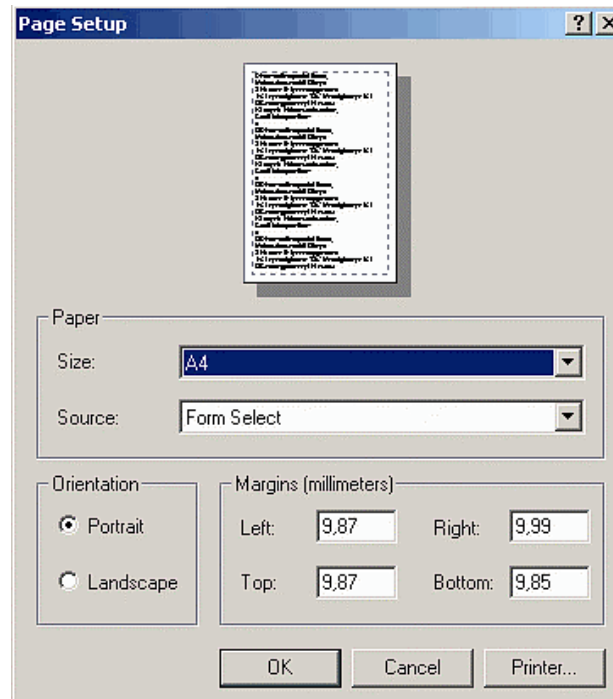 Page Setup
Paper
Size: A4
Source: Form Select
Orientation
Portrait
Landscape
Margins (millimeters)
Left: 9,87 Right: 9,99
Top: 9,87 Bottom: 9,85
OK Cancel Printer...